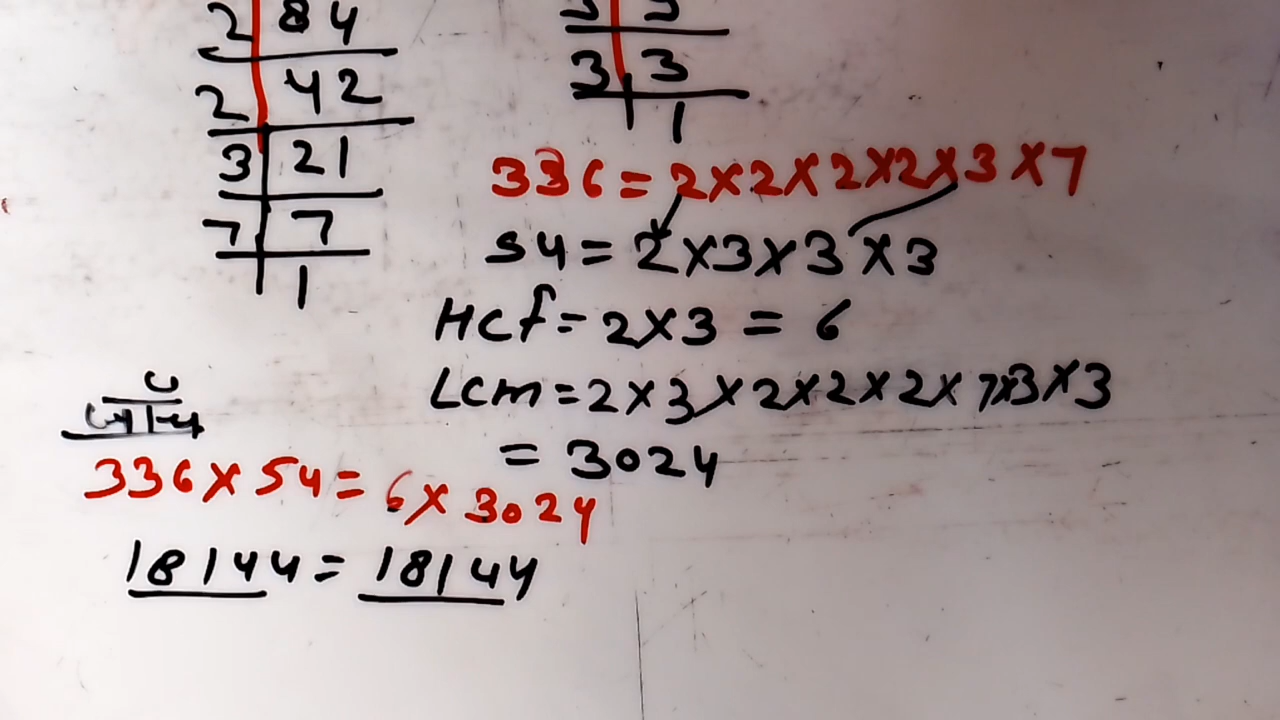 2 84
2 42
3 21
7 7
1
3 3
1
336 = 2×2×2×2×3×7
54 = 2×3×3×3
HCf = 2×3 = 6
LCm = 2×3×2×2×2×7×3×3
= 3024
336×54 = 6×3024
18144 = 18144